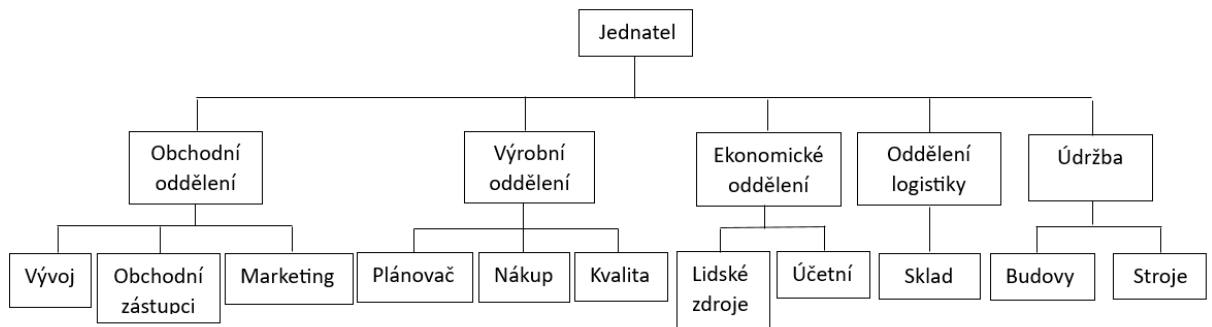 Jednatel
Obchodní
oddělení
Výrobní
oddělení
Ekonomické
oddělení
Oddělení
logistiky
Údržba
Vývoj
Obchodní
zástupci
Marketing
Plánovač
Nákup
Kvalita
Lidské
zdroje
Účetní
Sklad
Budovy
Stroje